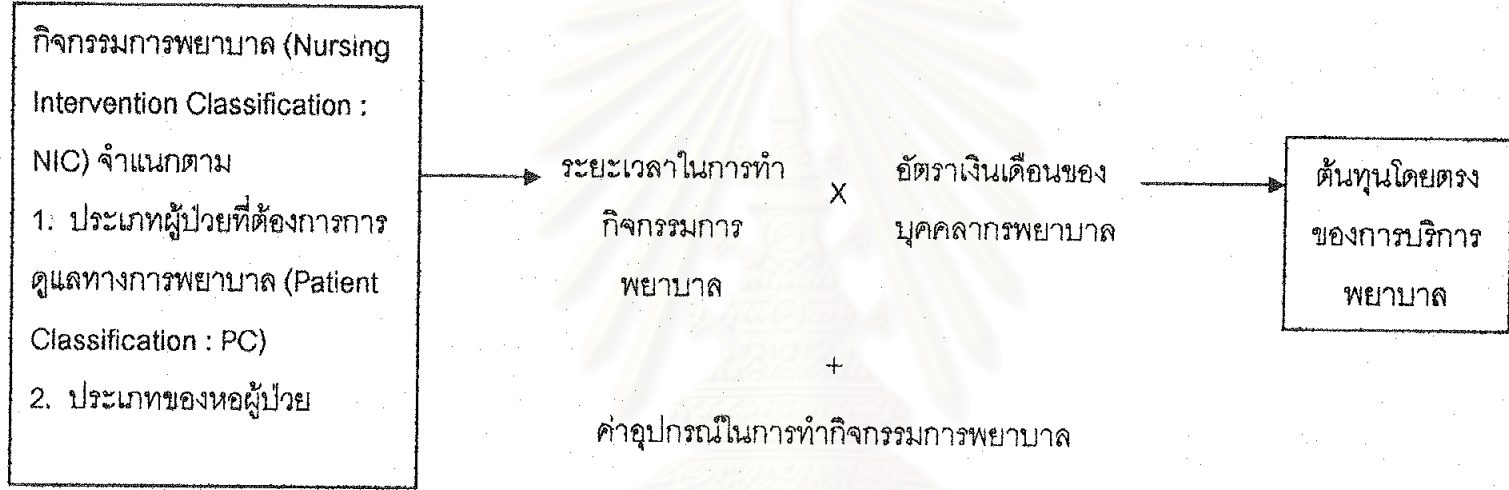 กิจกรรมการพยาบาล (Nursing
Intervention Classification :
NIC) จำแนกตาม
1. ประเภทผู้ป่วยที่ต้องการการ
ดูแลทางการพยาบาล (Patient
Classification : PC)
2. ประเภทของหอผู้ป่วย
ระยะเวลาในการทำ
กิจกรรมการ
พยาบาล
X
อัตราเงินเดือนของ
บุคคลากรพยาบาล
+
ค่าอุปกรณ์ในการทำกิจกรรมการพยาบาล
ต้นทุนโดยตรง
ของการบริการ
พยาบาล